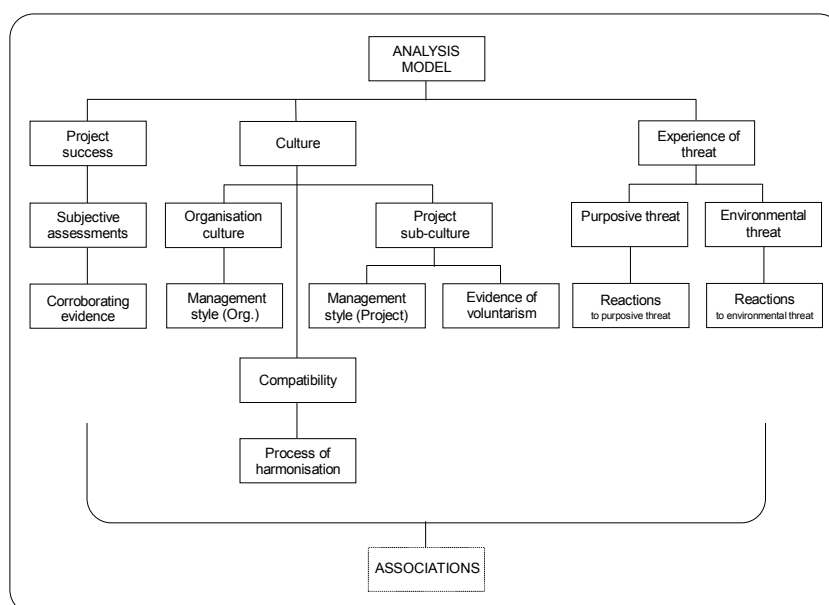 ANALYSIS
MODEL
Project
success
Culture
Experience of
threat
Subjective
assessments
Organisation
culture
Project
sub-culture
Purposive threat
Environmental
threat
Corroborating
evidence
Management
style (Org.)
Management
style (Project)
Evidence of
voluntarism
Reactions
to purposive threat
Reactions
to environmental threat
Compatibility
Process of
harmonisation
ASSOCIATIONS